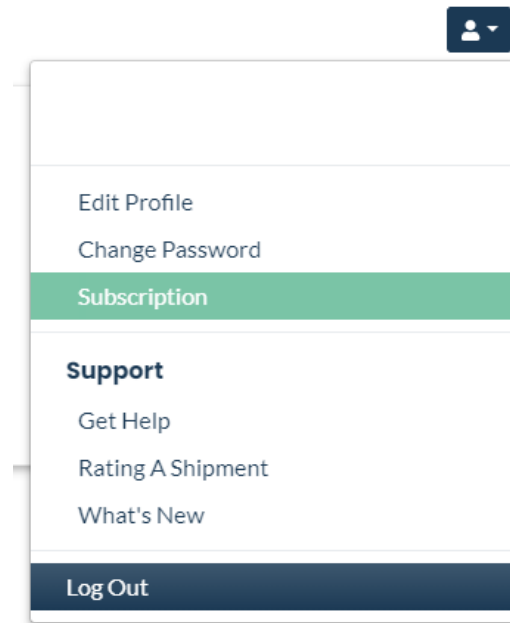 Edit Profile
Change Password
Subscription
Support
Get Help
Rating A Shipment
What's New
Log Out